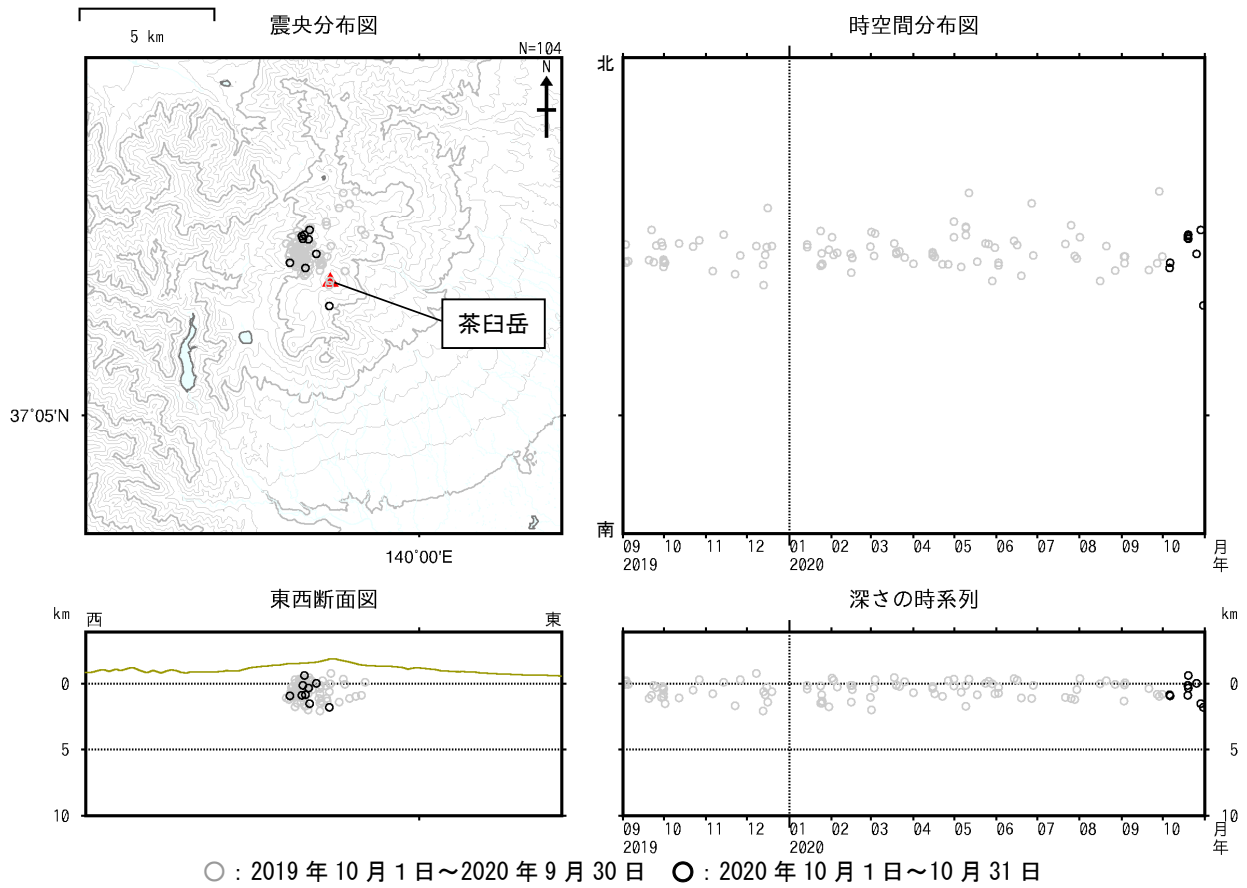 震央分布図
5 km
N=104
N
茶臼岳
37°05'N
140°00'E
時空間分布図
北
南
09 10 11 12 01 02 03 04 05 06 07 08 09 10 月
2019 2020 年
東西断面図
km
西 東
0
5
10
深さの時系列
km
0
5
10
09 10 11 12 01 02 03 04 05 06 07 08 09 10 月
2019 2020 年
○ : 2019 年 10 月 1 日～2020 年 9 月 30 日 ○ : 2020 年 10 月 1 日～10 月 31 日